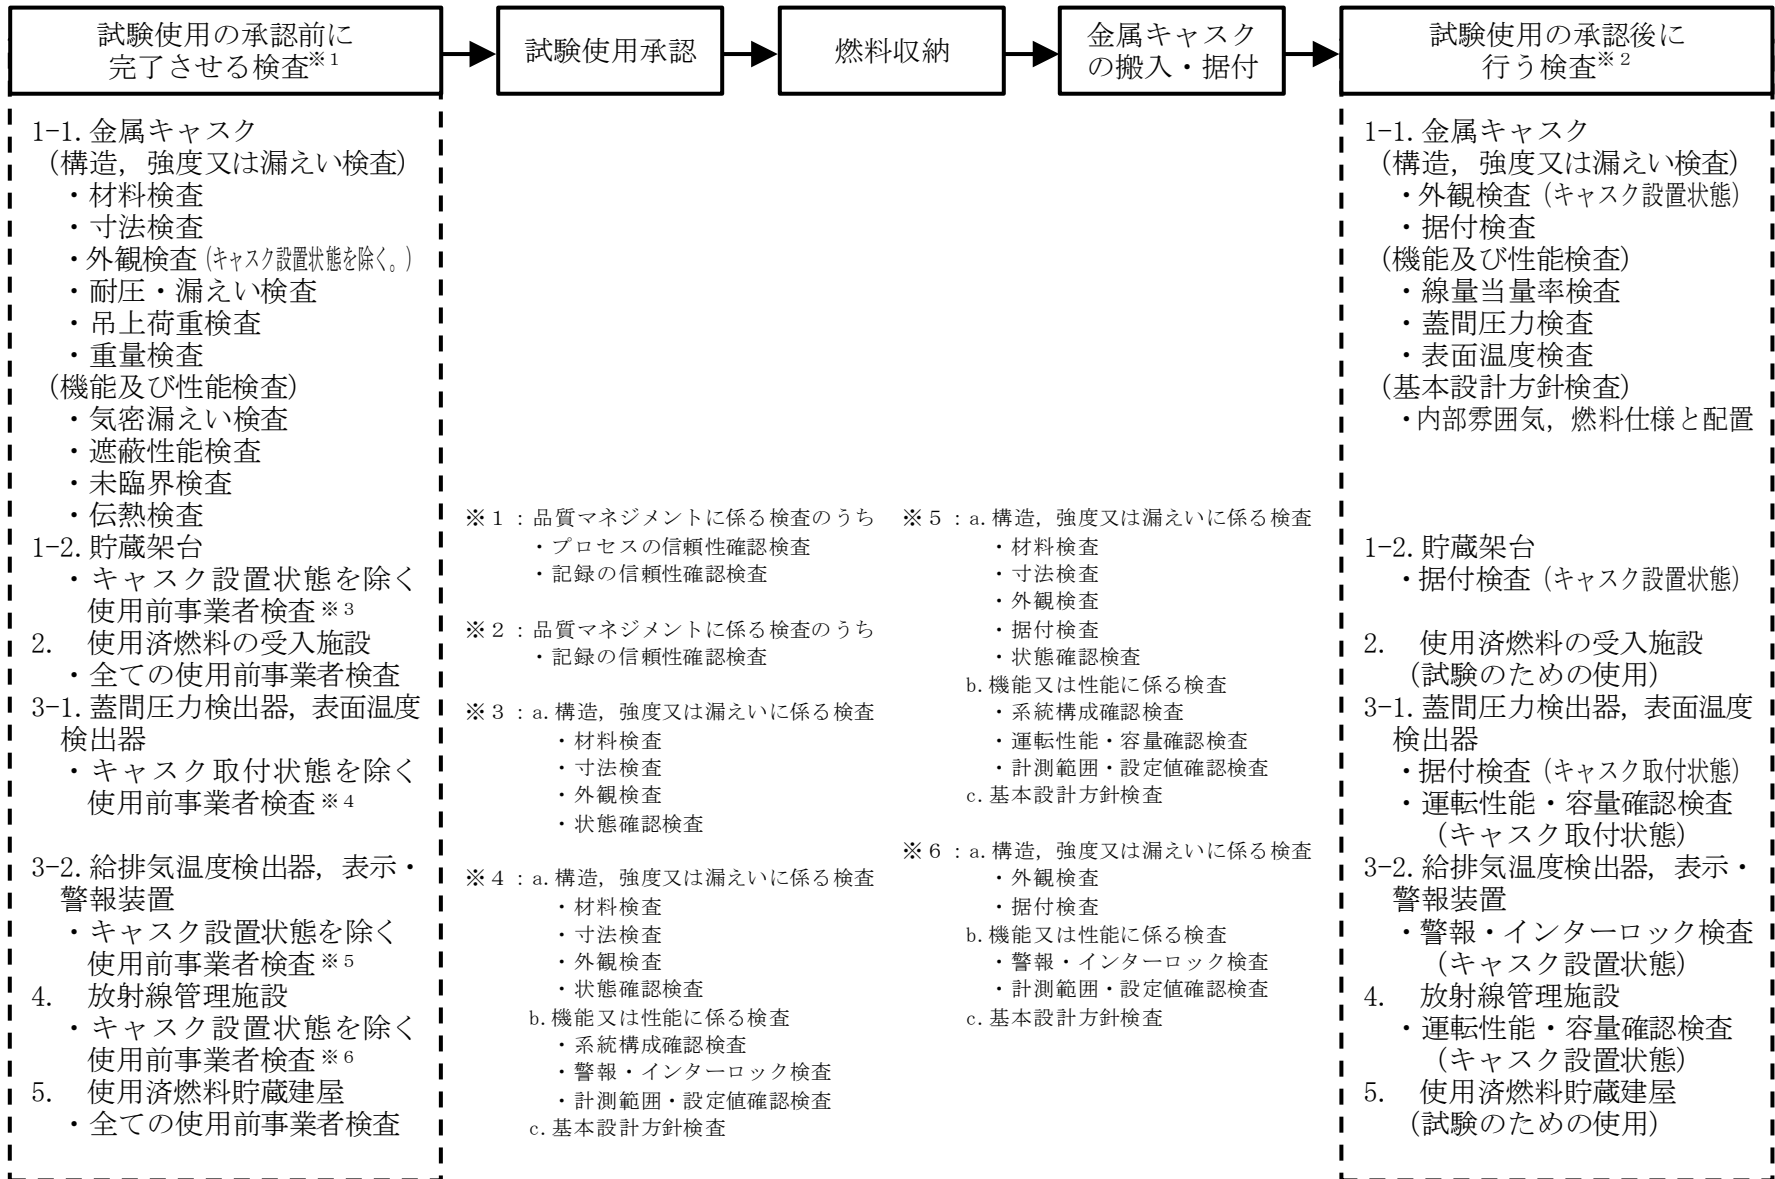 試験使用の承認前に
完了させる検査※1
試験使用承認
燃料収納
金属キャスク
の搬入・据付
試験使用の承認後に
行う検査※2
1-1.金属キャスク
(構造，強度又は漏えい検査)
・材料検査
・寸法検査
・外観検査(キャスク設置状態を除く。)
・耐圧・漏えい検査
・吊上荷重検査
・重量検査
(機能及び性能検査)
・気密漏えい検査
・遮蔽性能検査
・未臨界検査
・伝熱検査
1-2.貯蔵架台
・キャスク設置状態を除く
使用前事業者検査※3
2. 使用済燃料の受入施設
・全ての使用前事業者検査
3-1.蓋間圧力検出器，表面温度
検出器
・キャスク取付状態を除く
使用前事業者検査※4
3-2.給排気温度検出器，表示・
警報装置
・キャスク設置状態を除く
使用前事業者検査※5
4. 放射線管理施設
・キャスク設置状態を除く
使用前事業者検査※6
5. 使用済燃料貯蔵建屋
・全ての使用前事業者検査
※1：品質マネジメントに係る検査のうち
・プロセスの信頼性確認検査
・記録の信頼性確認検査
※2：品質マネジメントに係る検査のうち
・記録の信頼性確認検査
※3：a.構造，強度又は漏えいに係る検査
・材料検査
・寸法検査
・外観検査
・状態確認検査
※4：a.構造，強度又は漏えいに係る検査
・材料検査
・寸法検査
・外観検査
・状態確認検査
b.機能又は性能に係る検査
・系統構成確認検査
・警報・インターロック検査
・計測範囲・設定値確認検査
c.基本設計方針検査
※5：a.構造，強度又は漏えいに係る検査
・材料検査
・寸法検査
・外観検査
・据付検査
・状態確認検査
b.機能又は性能に係る検査
・系統構成確認検査
・運転性能・容量確認検査
・計測範囲・設定値確認検査
c.基本設計方針検査
※6：a.構造，強度又は漏えいに係る検査
・外観検査
・据付検査
b.機能又は性能に係る検査
・警報・インターロック検査
・計測範囲・設定値確認検査
c.基本設計方針検査
1-1.金属キャスク
(構造，強度又は漏えい検査)
・外観検査(キャスク設置状態)
・据付検査
(機能及び性能検査)
・線量当量率検査
・蓋間圧力検査
・表面温度検査
(基本設計方針検査)
・内部雰囲気，燃料仕様と配置
1-2.貯蔵架台
・据付検査(キャスク設置状態)
2. 使用済燃料の受入施設
(試験のための使用)
3-1.蓋間圧力検出器，表面温度
検出器
・据付検査(キャスク取付状態)
・運転性能・容量確認検査
(キャスク取付状態)
3-2.給排気温度検出器，表示・
警報装置
・警報・インターロック検査
(キャスク設置状態)
4. 放射線管理施設
・運転性能・容量確認検査
(キャスク設置状態)
5. 使用済燃料貯蔵建屋
(試験のための使用)